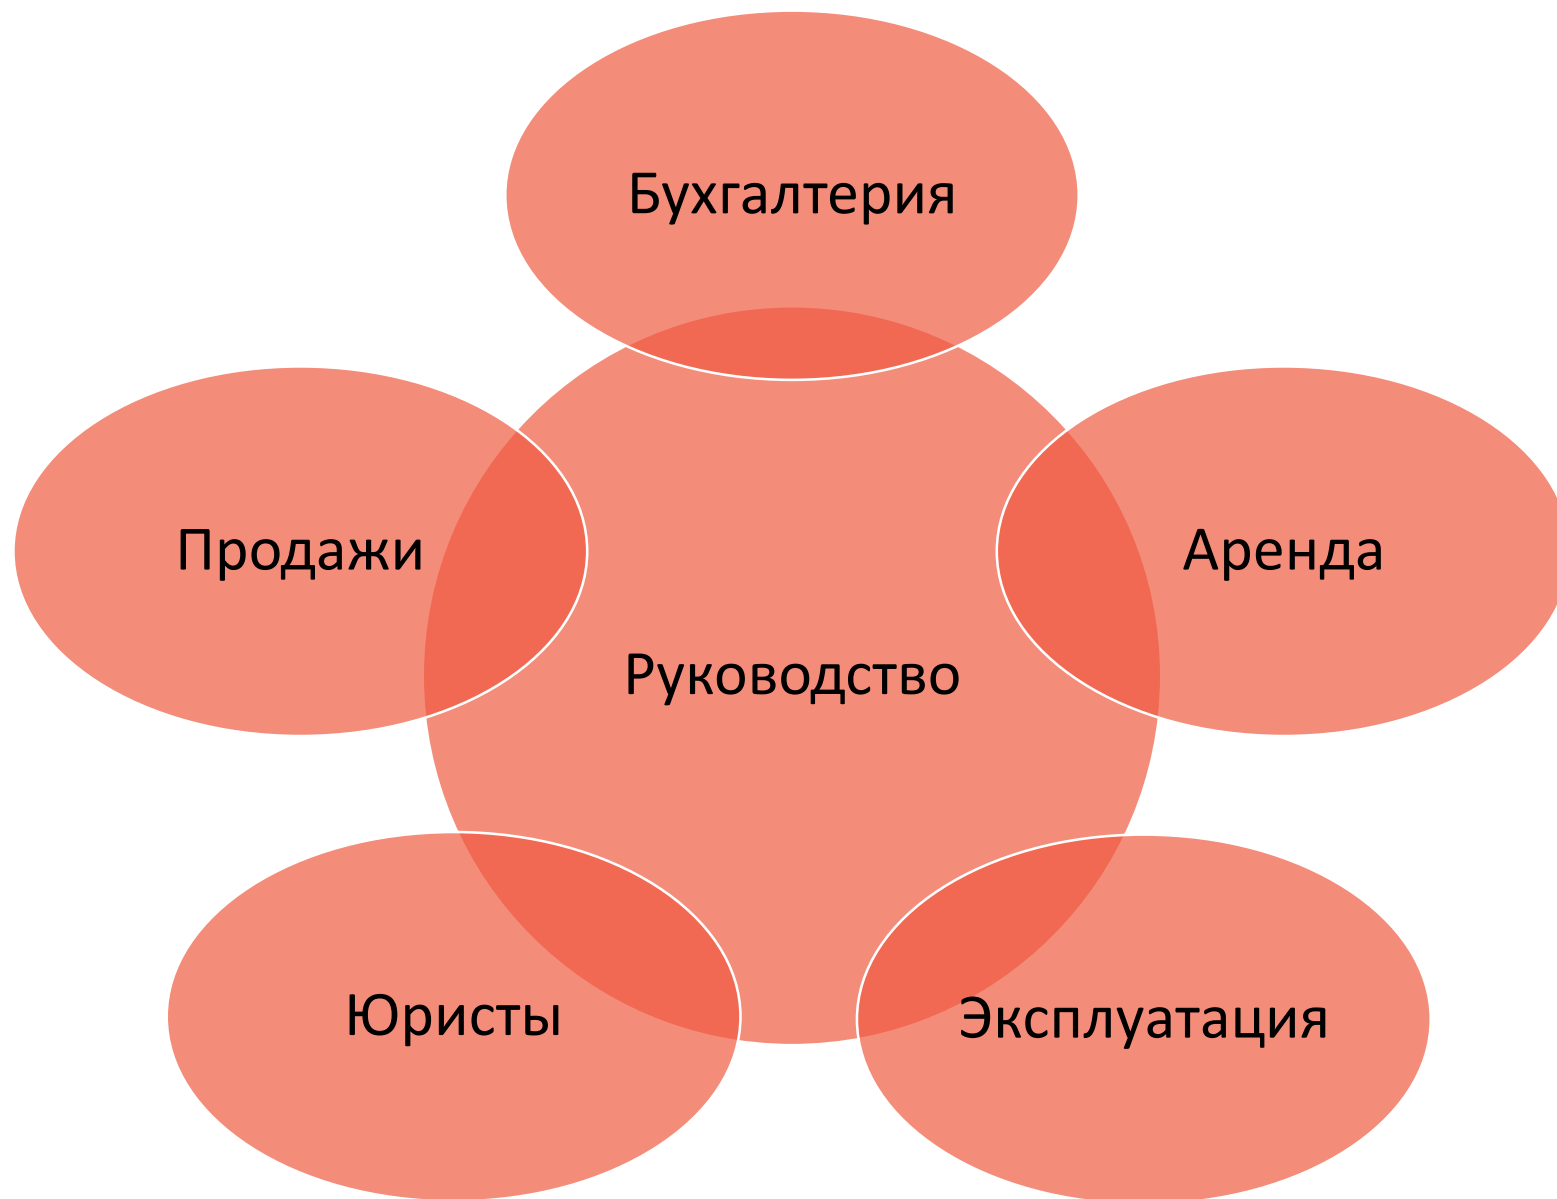 Бухгалтерия
Продажи
Аренда
Руководство
Юристы
Эксплуатация